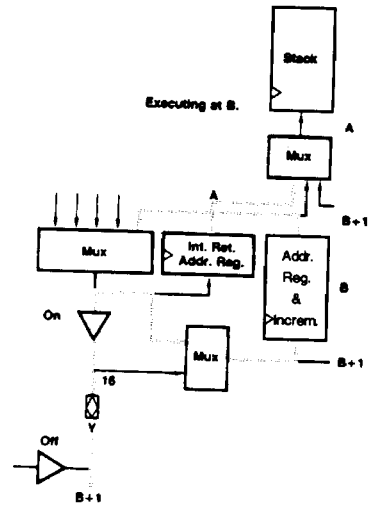 Stack
Executing at B.
A
Mux
A
B+1
Mux
Int. Ret.
Addr. Reg.
Addr.
Reg.
&
Increm.
B
On
Mux
B+1
16
Y
Off
B+1